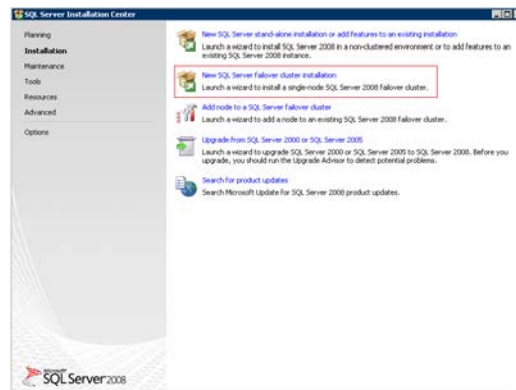 SQL Server Installation Center
Planning
Installation
Maintenance
Tools
Resources
Advanced
Options
New SQL Server stand-alone installation or add features to an existing installation
Launch a wizard to install SQL Server 2008 in a non-clustered environment or to add features to an
existing SQL Server 2008 instance.
New SQL Server failover cluster installation
Launch a wizard to install a single-node SQL Server 2008 failover cluster.
Add node to a SQL Server failover cluster
Launch a wizard to add a node to an existing SQL Server 2008 failover cluster.
Upgrade from SQL Server 2000 or SQL Server 2005
Launch a wizard to upgrade SQL Server 2000 or SQL Server 2005 to SQL Server 2008. Before you
upgrade, you should run the Upgrade Advisor to detect potential problems.
Search for product updates
Search Microsoft Update for SQL Server 2008 product updates.
Microsoft
SQL Server 2008